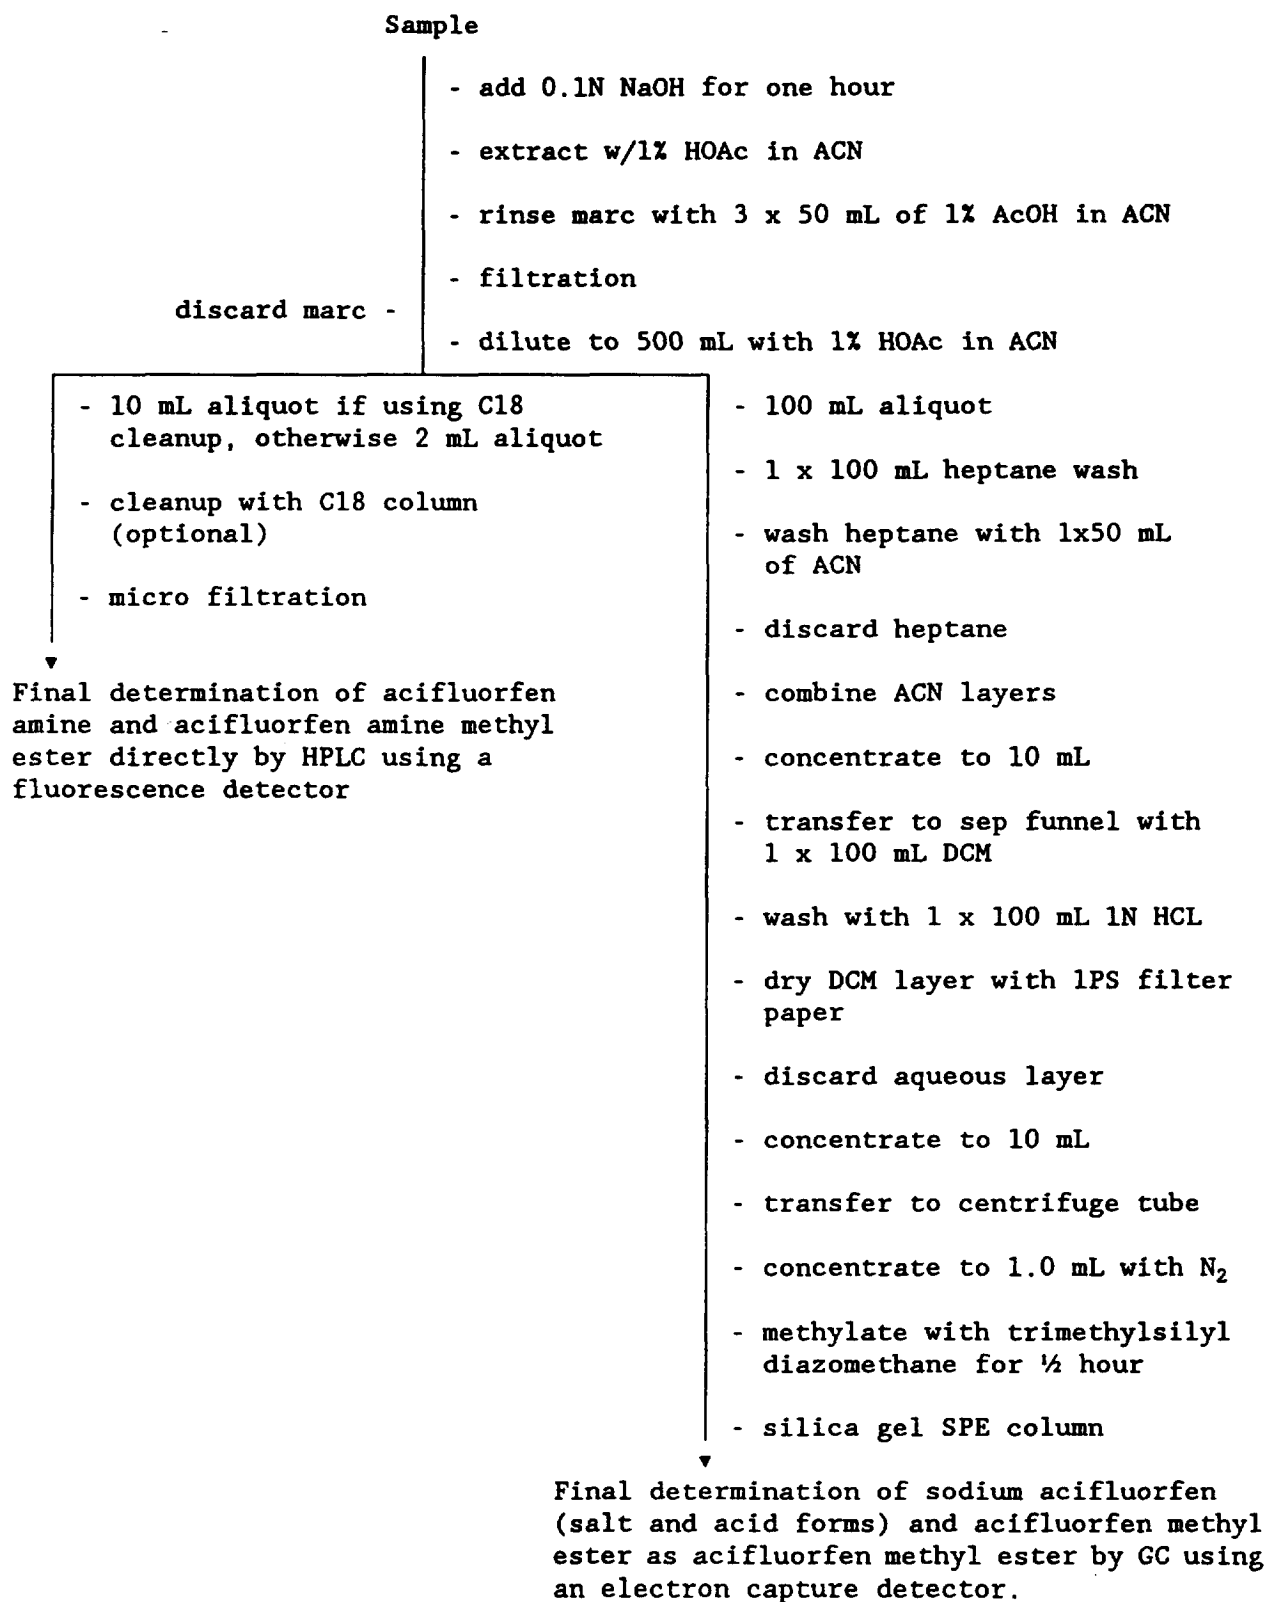 Sample
- add 0.1N NaOH for one hour
- extract w/1% HOAc in ACN
- rinse marc with 3 x 50 mL of 1% AcOH in ACN
- filtration
discard marc -
- dilute to 500 mL with 1% HOAc in ACN
- 10 mL aliquot if using C18
cleanup, otherwise 2 mL aliquot
- cleanup with C18 column
(optional)
- micro filtration
Final determination of acifluorfen
amine and acifluorfen amine methyl
ester directly by HPLC using a
fluorescence detector
- 100 mL aliquot
- 1 x 100 mL heptane wash
- wash heptane with 1x50 mL
of ACN
- discard heptane
- combine ACN layers
- concentrate to 10 mL
- transfer to sep funnel with
1 x 100 mL DCM
- wash with 1 x 100 mL 1N HCL
- dry DCM layer with 1PS filter
paper
- discard aqueous layer
- concentrate to 10 mL
- transfer to centrifuge tube
- concentrate to 1.0 mL with N₂
- methylate with trimethylsilyl
diazomethane for ½ hour
- silica gel SPE column
Final determination of sodium acifluorfen
(salt and acid forms) and acifluorfen methyl
ester as acifluorfen methyl ester by GC using
an electron capture detector.